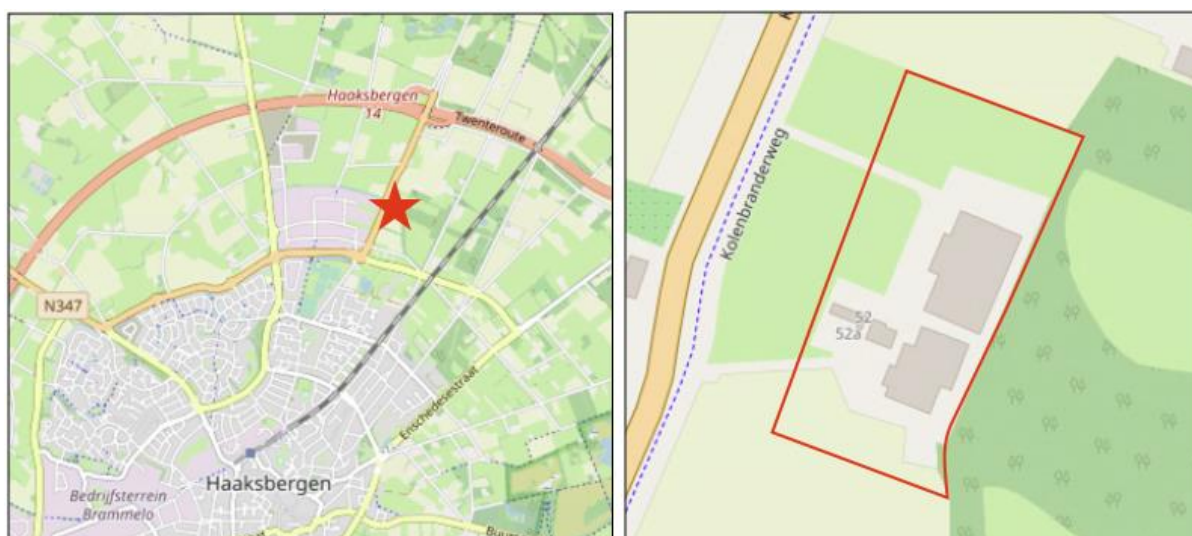 Haaksbergen
14
Twenteroute
N347
Enschedesestraat
Haaksbergen
Bedrijfsterrein
Brammelo
Kolenbranderweg
52
52a